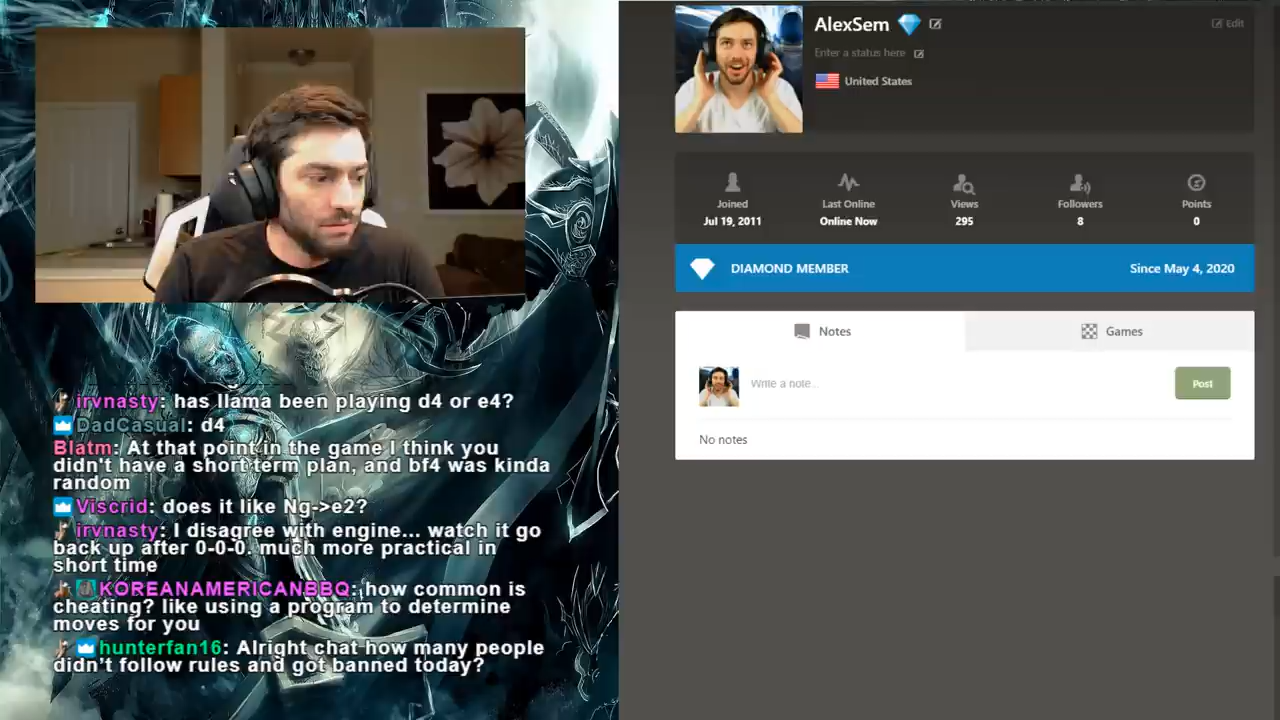 irvnasty: has llama been playing d4 or e4?
DadCasual: d4
Blatm: At that point in the game I think you
didn't have a short term plan, and bf4 was kinda
random
Viscrid: does it like Ng->e2?
irvnasty: I disagree with engine... watch it go
back up after 0-0-0. much more practical in
short time
KOREANAMERICANBBQ: how common is
cheating? like using a program to determine
moves for you
hunterfan16: Alright chat how many people
didn't follow rules and got banned today?
AlexSem
Edit
Enter a status here
United States
Joined
Last Online
Views
Followers
Points
Jul 19, 2011
Online Now
295
8
0
DIAMOND MEMBER
Since May 4, 2020
Notes
Games
Write a note...
Post
No notes